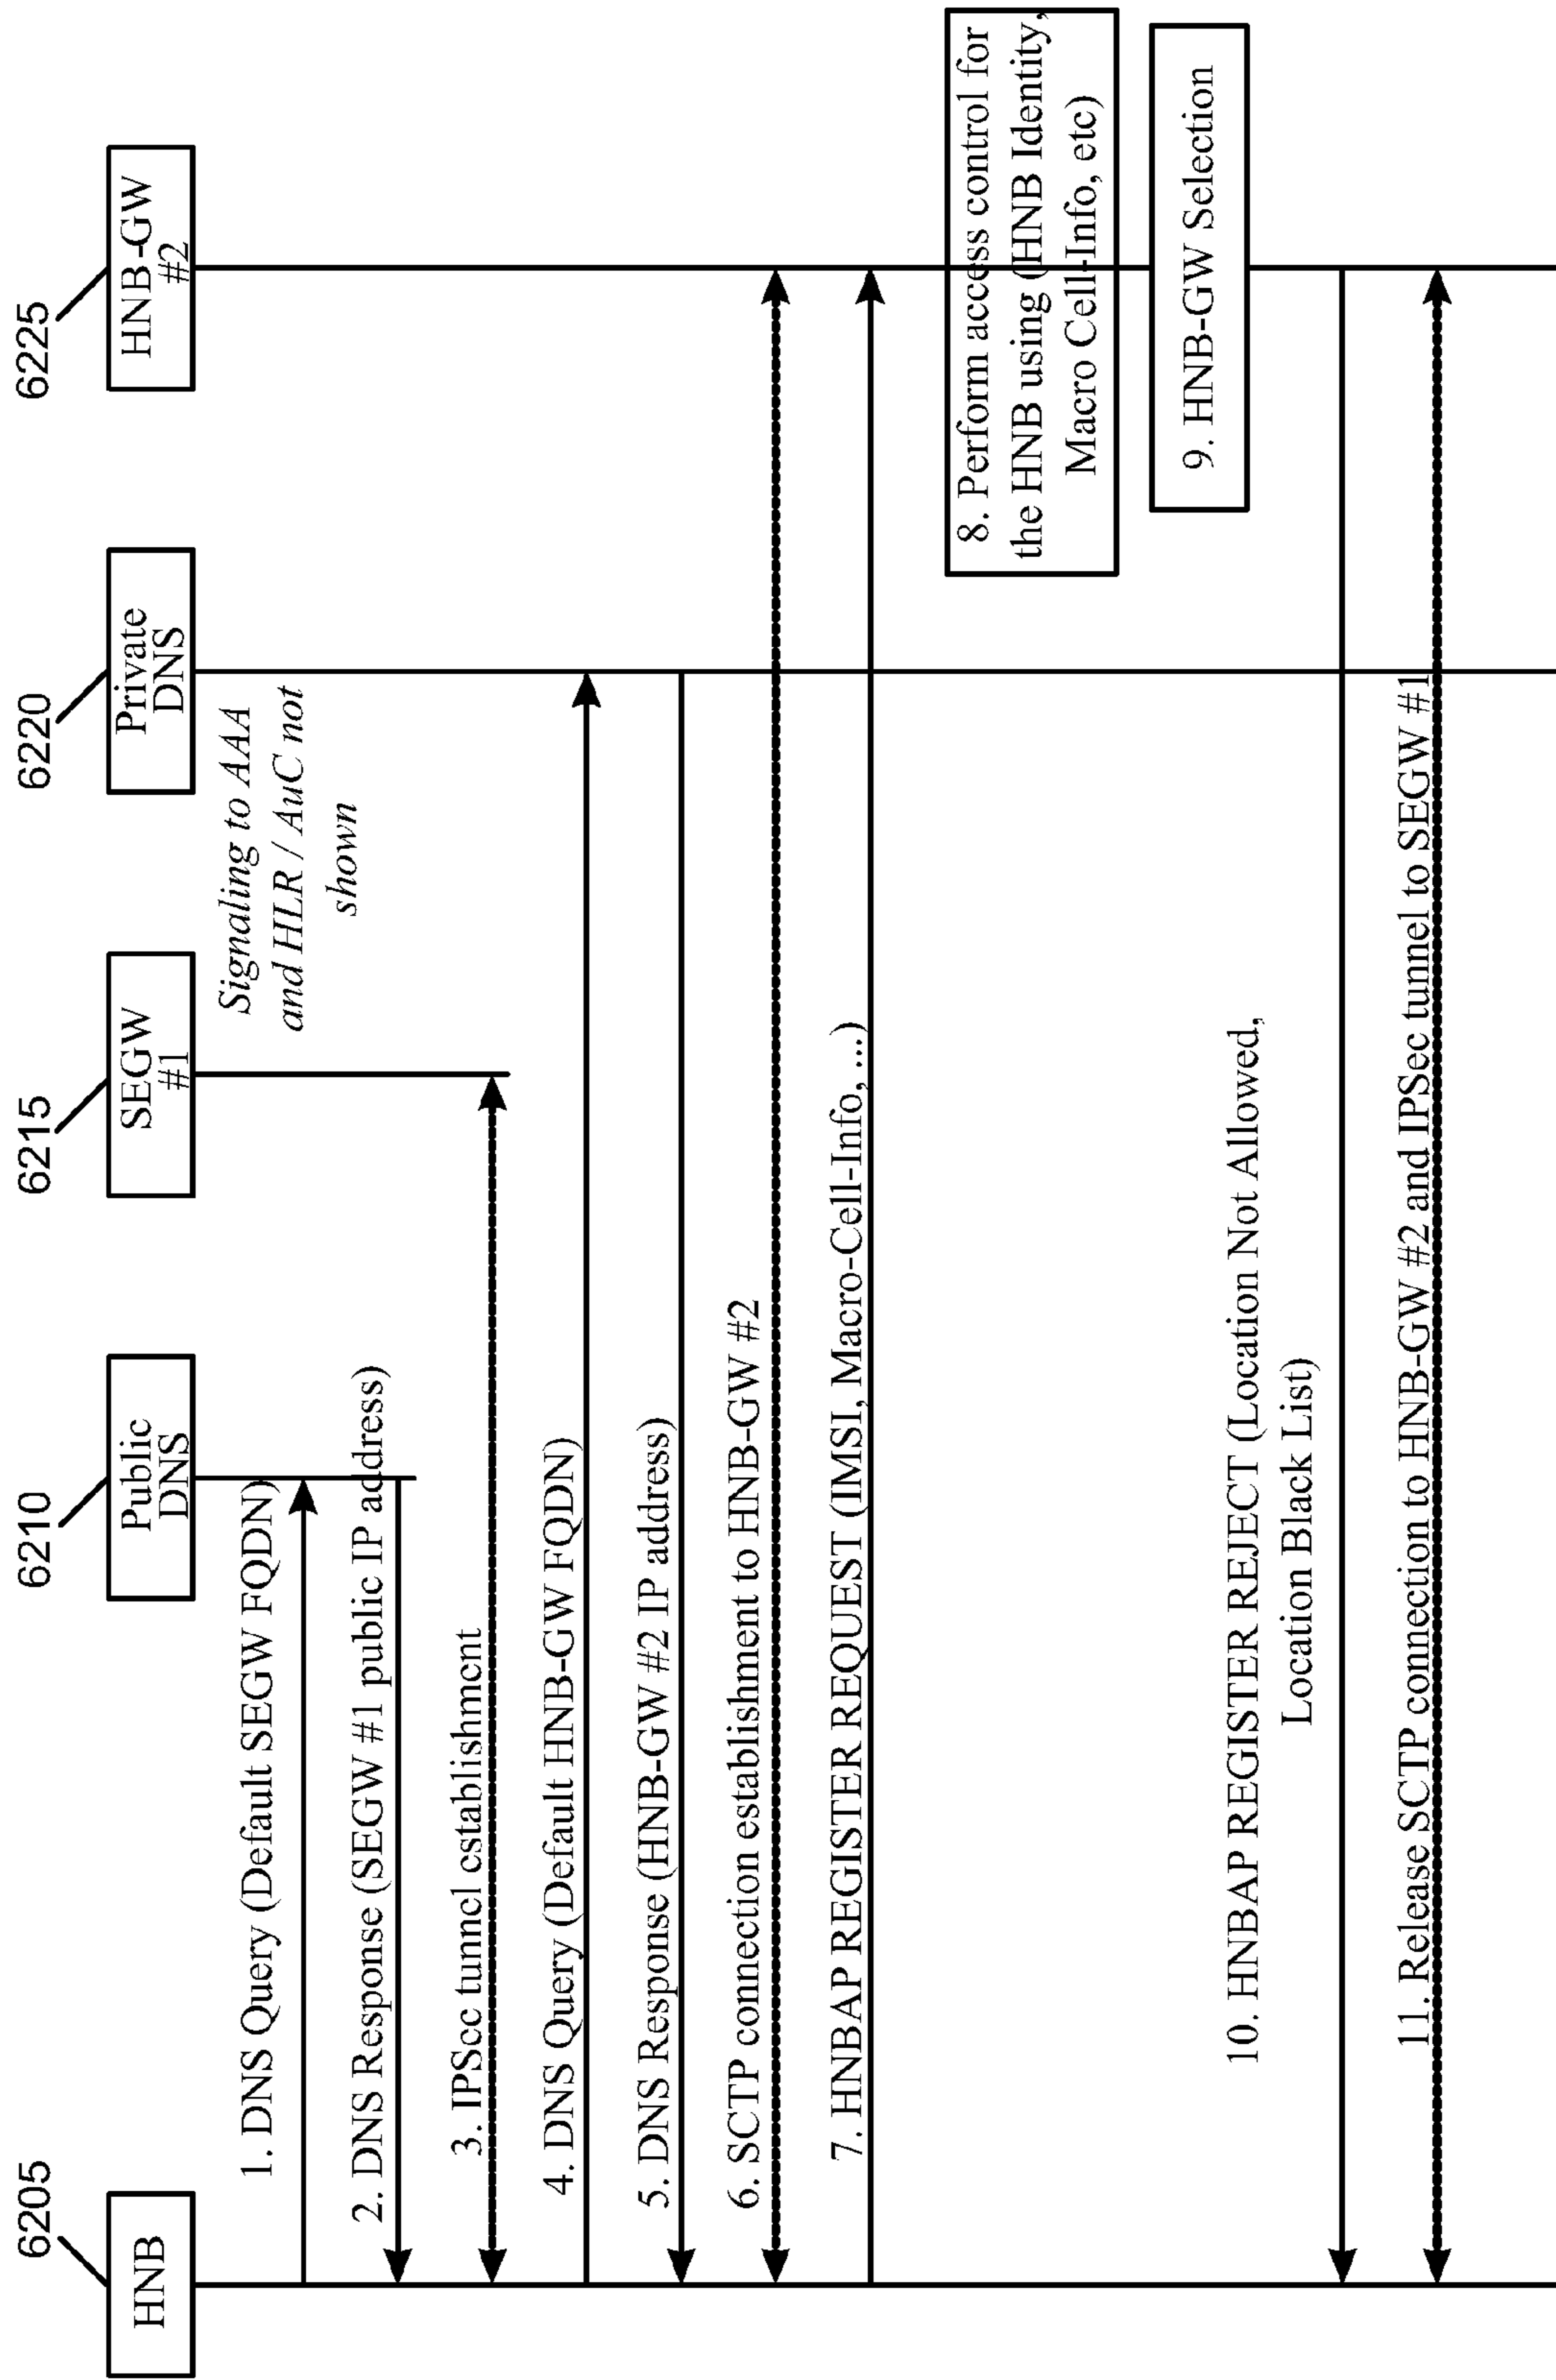 6205
6210
6215
6220
6225
HNB
Public
DNS
SEGW
#1
Private
DNS
HNB-GW
#2
Signaling to AAA
and HLR / AuC not
shown
1. DNS Query (Default SEGW FQDN)
2. DNS Response (SEGW #1 public IP address)
3. IPSec tunnel establishment
4. DNS Query (Default HNB-GW FQDN)
5. DNS Response (HNB-GW #2 IP address)
6. SCTP connection establishment to HNB-GW #2
7. HNBAP REGISTER REQUEST (IMSI, Macro-Cell-Info, ...)
8. Perform access control for
the HNB using (HNB Identity,
Macro Cell-Info, etc)
9. HNB-GW Selection
10. HNBAP REGISTER REJECT (Location Not Allowed,
Location Black List)
11. Release SCTP connection to HNB-GW #2 and IPSec tunnel to SEGW #1